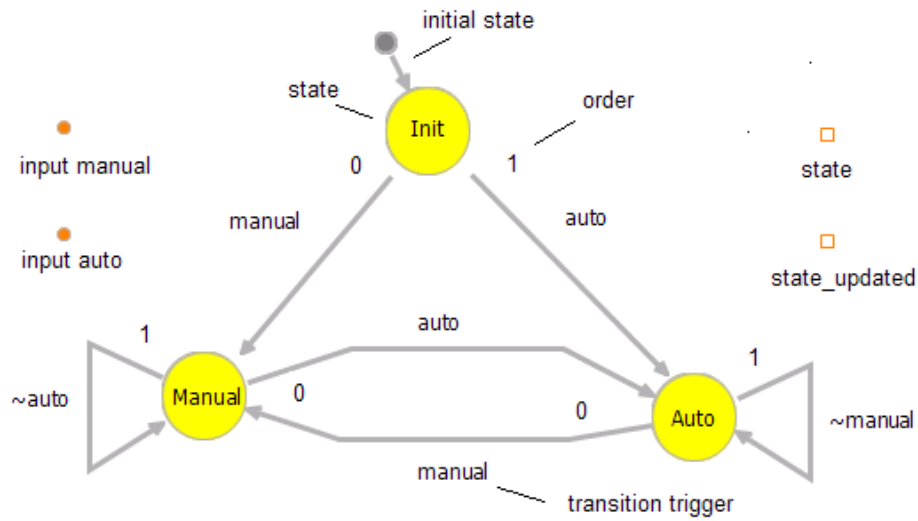 initial state
state
order
Init
input manual
0
1
state
manual
auto
input auto
state_updated
auto
1
1
~auto
Manual
0
0
Auto
~manual
manual
transition trigger